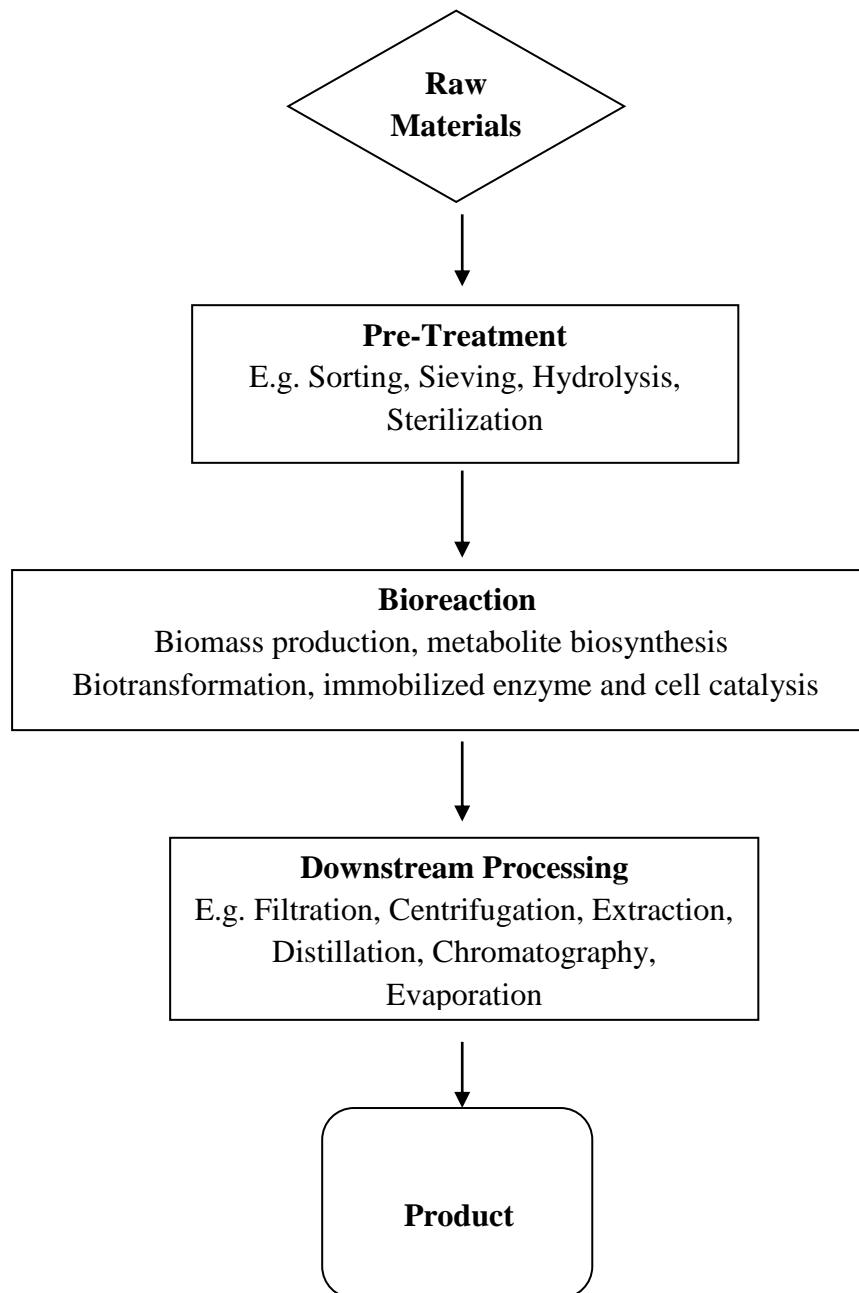 Raw
Materials
Pre-Treatment
E.g. Sorting, Sieving, Hydrolysis,
Sterilization
Bioreaction
Biomass production, metabolite biosynthesis
Biotransformation, immobilized enzyme and cell catalysis
Downstream Processing
E.g. Filtration, Centrifugation, Extraction,
Distillation, Chromatography,
Evaporation
Product